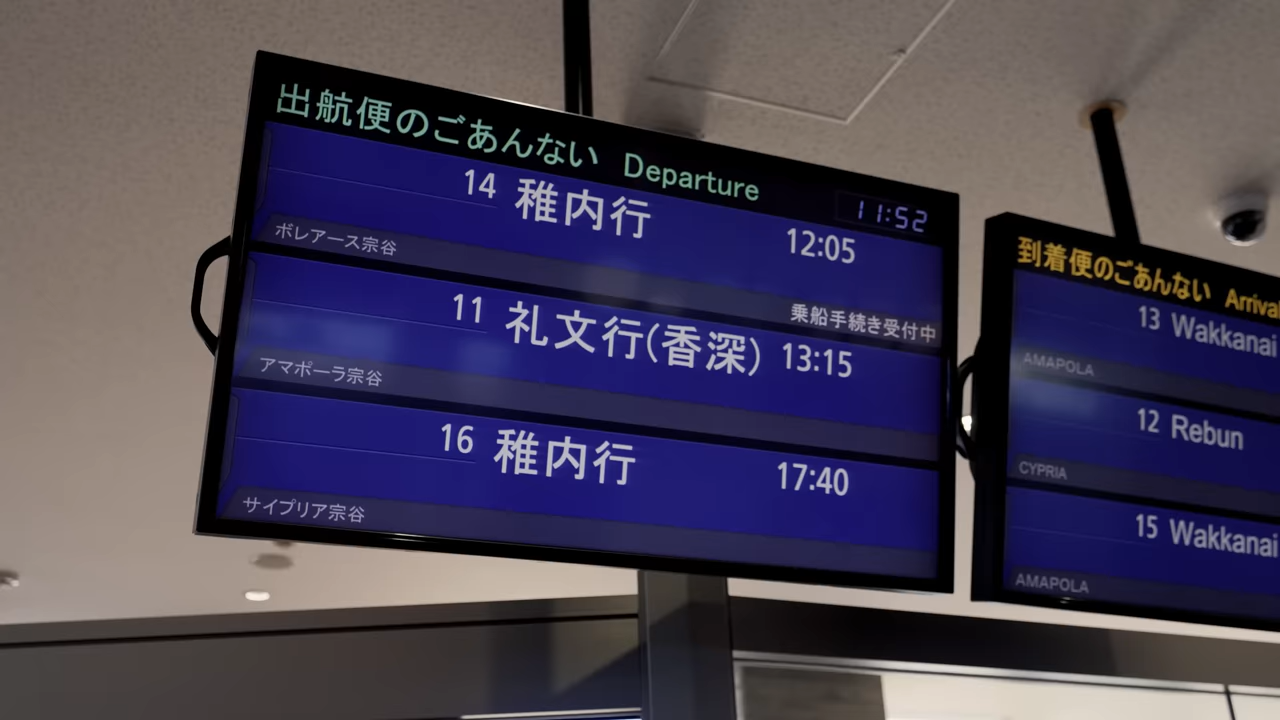 出航便のごあんない Departure
11:52
14 稚内行 12:05
ボレアース宗谷
乗船手続き受付中
11 礼文行(香深) 13:15
アマポーラ宗谷
16 稚内行 17:40
サイプリア宗谷
到着便のごあんない Arriva
13 Wakkanai
AMAPOLA
12 Rebun
CYPRIA
15 Wakkanai
AMAPOLA